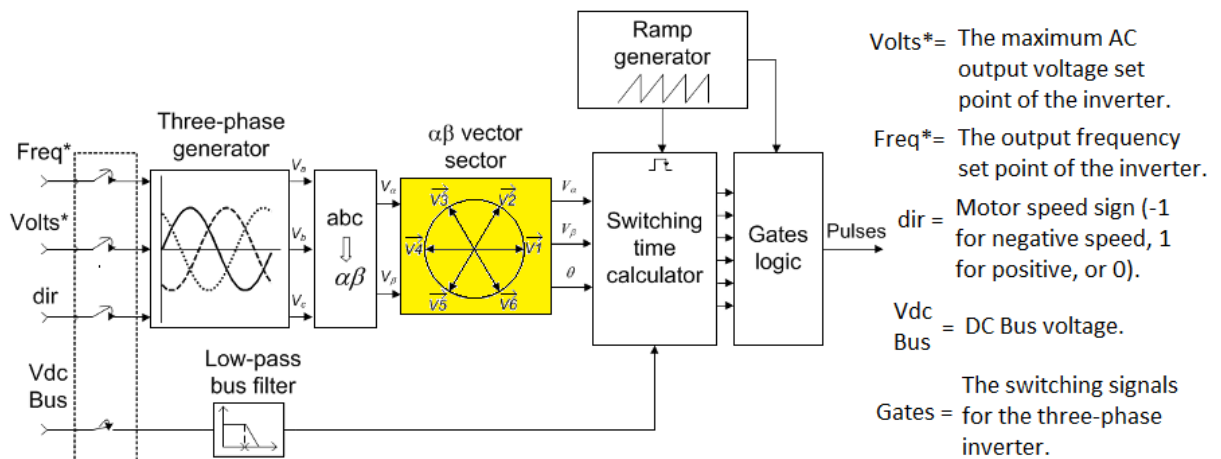 Ramp
generator
Volts*= The maximum AC
output voltage set
point of the inverter.
Freq*= The output frequency
set point of the inverter.
dir = Motor speed sign (-1
for negative speed, 1
for positive, or 0).
Vdc
Bus = DC Bus voltage.
Gates = The switching signals
for the three-phase
inverter.
Freq*
Volts*
dir
Vdc
Bus
Three-phase
generator
Va
Vb
Vc
abc
⇓
αβ
Vα
Vβ
αβ vector
sector
V3
V2
V4
V1
V5
V6
Vα
Vβ
θ
Switching
time
calculator
Gates
logic
Pulses
Low-pass
bus filter